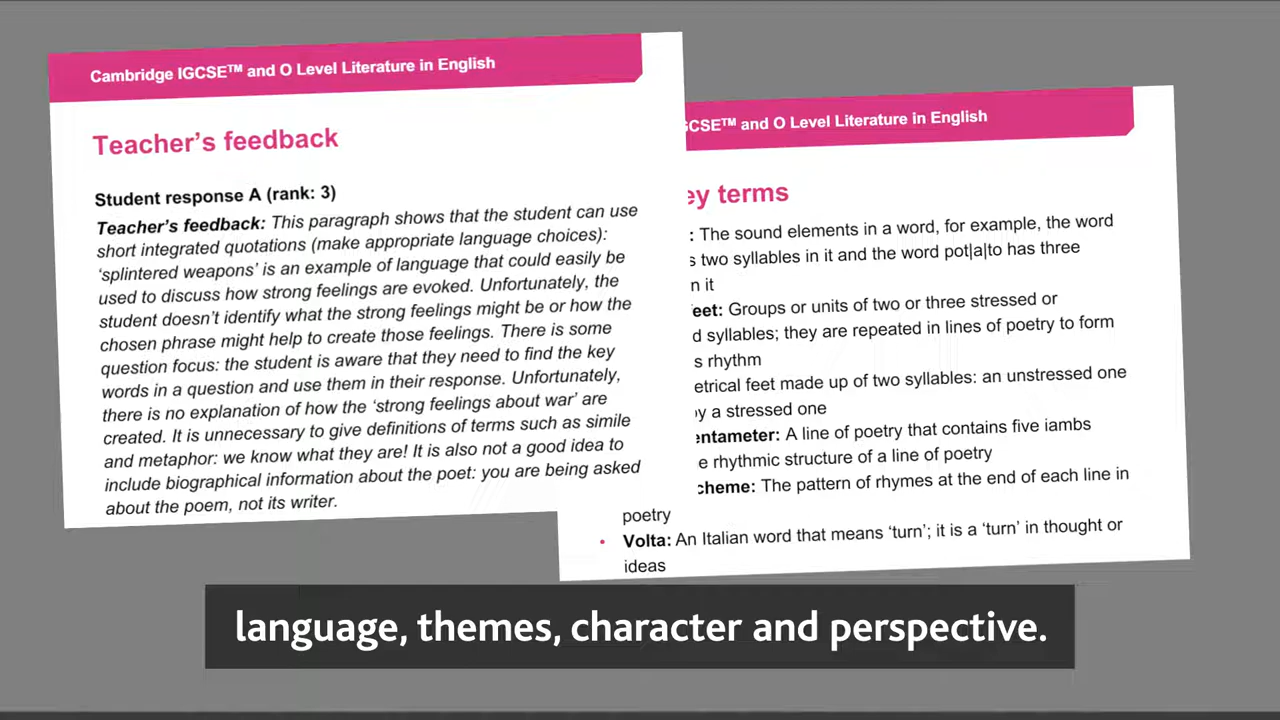 Cambridge IGCSE™ and O Level Literature in English
Teacher's feedback
Student response A (rank: 3)
Teacher's feedback: This paragraph shows that the student can use
short integrated quotations (make appropriate language choices):
'splintered weapons' is an example of language that could easily be
used to discuss how strong feelings are evoked. Unfortunately, the
student doesn't identify what the strong feelings might be or how the
chosen phrase might help to create those feelings. There is some
question focus: the student is aware that they need to find the key
words in a question and use them in their response. Unfortunately,
there is no explanation of how the 'strong feelings about war' are
created. It is unnecessary to give definitions of terms such as simile
and metaphor: we know what they are! It is also not a good idea to
include biographical information about the poet: you are being asked
about the poem, not its writer.
GCSE™ and O Level Literature in English
ey terms
: The sound elements in a word, for example, the word
s two syllables in it and the word pot|a|to has three
n it
eet: Groups or units of two or three stressed or
d syllables; they are repeated in lines of poetry to form
s rhythm
etrical feet made up of two syllables: an unstressed one
by a stressed one
entameter: A line of poetry that contains five iambs
e rhythmic structure of a line of poetry
cheme: The pattern of rhymes at the end of each line in
poetry
• Volta: An Italian word that means 'turn'; it is a 'turn' in thought or
ideas
language, themes, character and perspective.